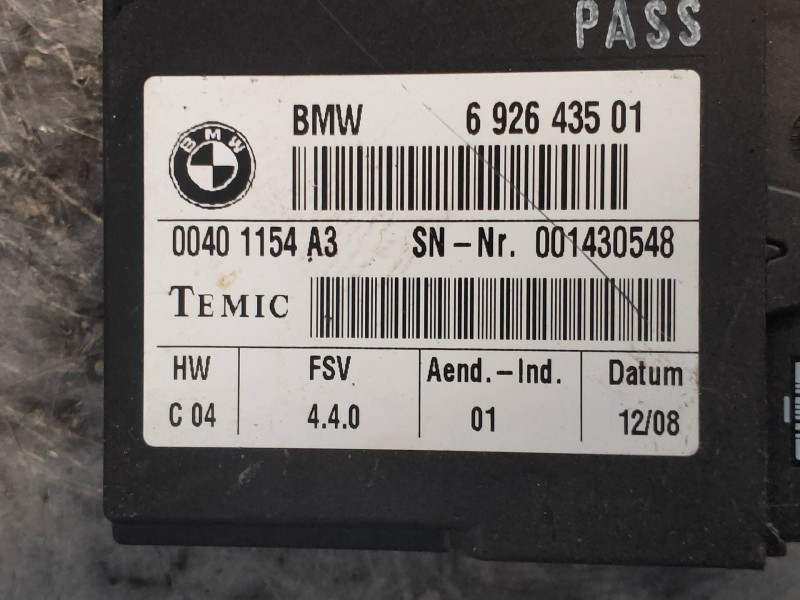 PASS
BMW 6 926 435 01
BMW
0040 1154 A3 SN-Nr. 001430548
TEMIC
HW FSV Aend.-Ind. Datum
C 04 4.4.0 01 12/08